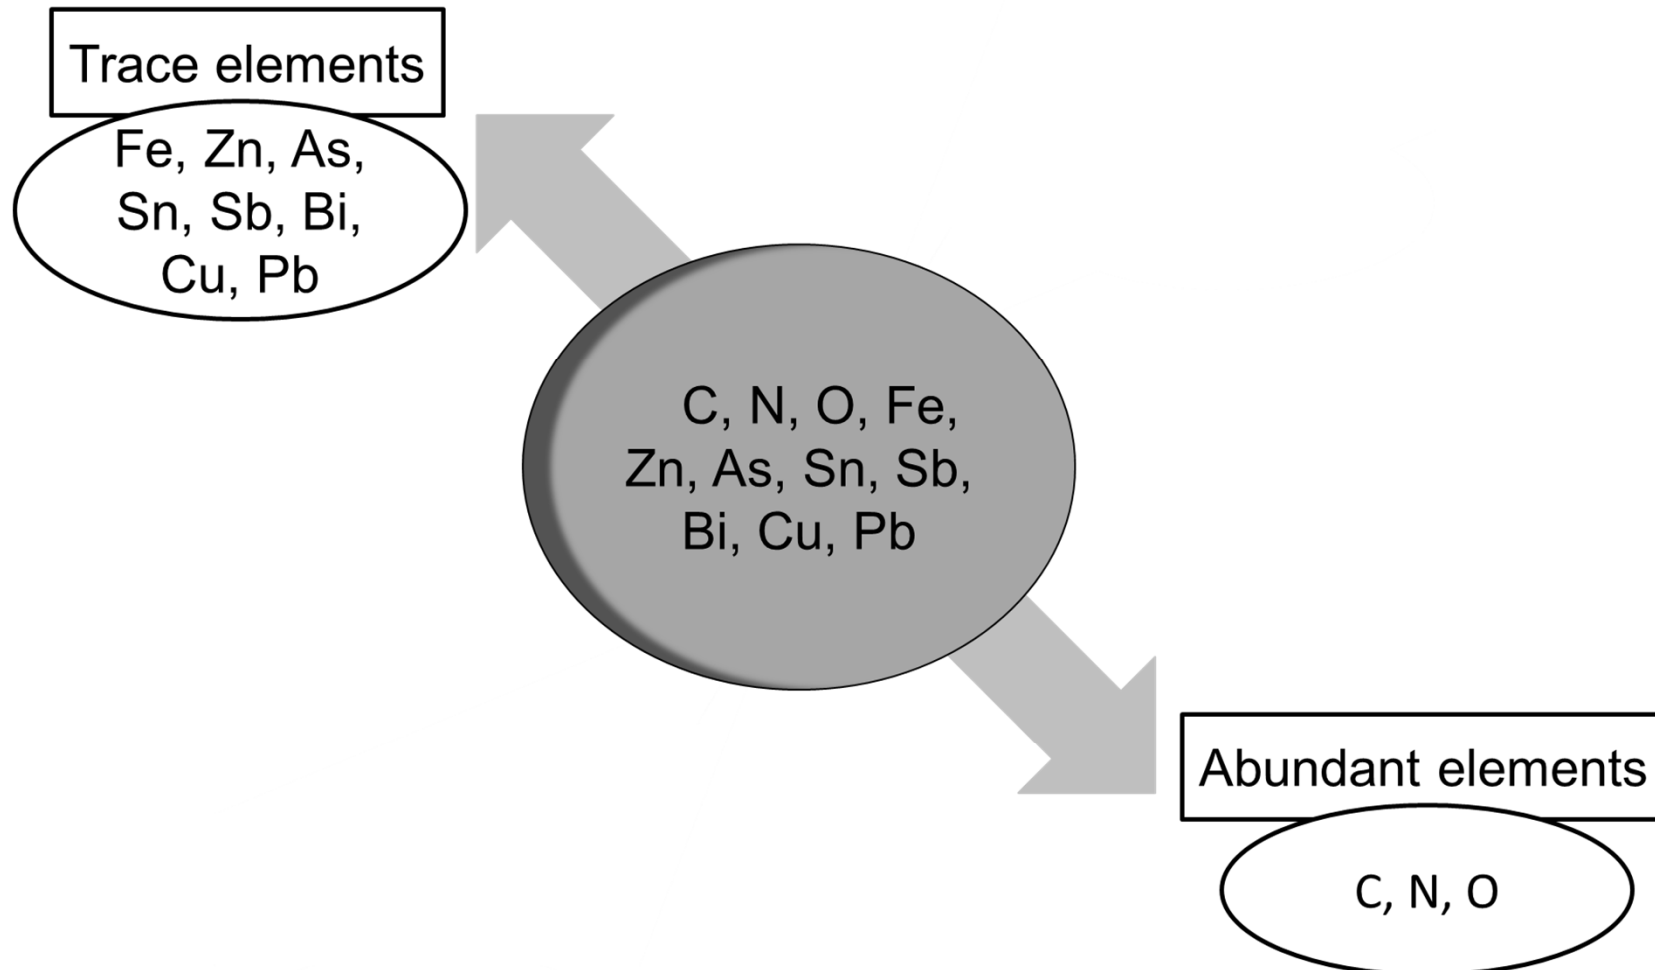 Trace elements
Fe, Zn, As,
Sn, Sb, Bi,
Cu, Pb
C, N, O, Fe,
Zn, As, Sn, Sb,
Bi, Cu, Pb
Abundant elements
C, N, O